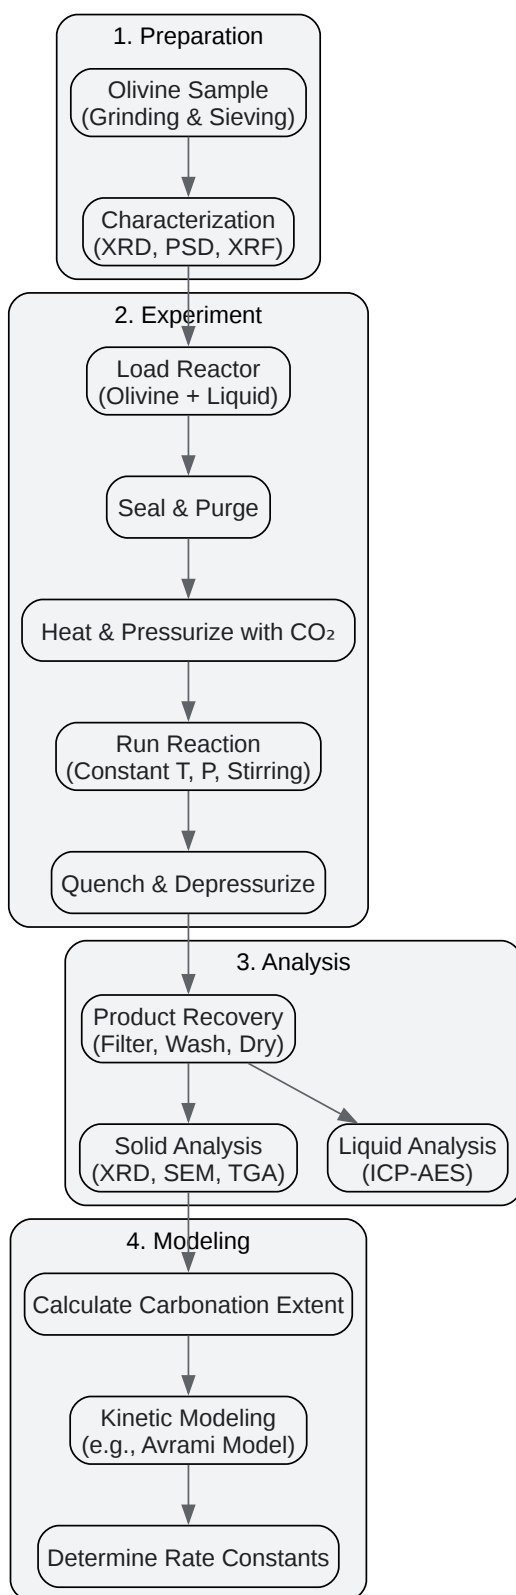 1. Preparation
Olivine Sample
(Grinding & Sieving)
Characterization
(XRD, PSD, XRF)
2. Experiment
Load Reactor
(Olivine + Liquid)
Seal & Purge
Heat & Pressurize with CO₂
Run Reaction
(Constant T, P, Stirring)
Quench & Depressurize
3. Analysis
Product Recovery
(Filter, Wash, Dry)
Solid Analysis
(XRD, SEM, TGA)
Liquid Analysis
(ICP-AES)
4. Modeling
Calculate Carbonation Extent
Kinetic Modeling
(e.g., Avrami Model)
Determine Rate Constants